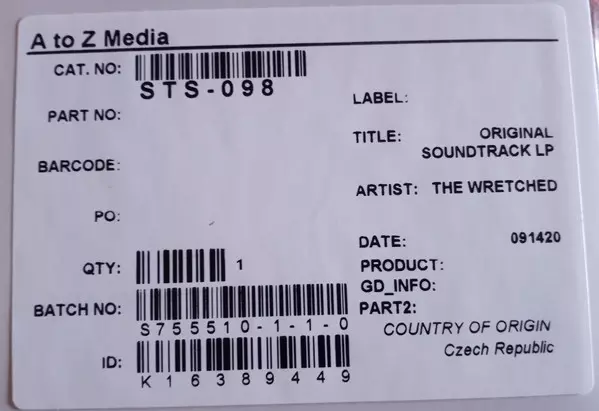 A to Z Media
CAT. NO:
STS-098
PART NO:
BARCODE:
PO:
QTY: 1
BATCH NO:
S755510-1-1-0
ID:
K16389449
LABEL:
TITLE: ORIGINAL
SOUNDTRACK LP
ARTIST: THE WRETCHED
DATE: 091420
PRODUCT:
GD_INFO:
PART2:
COUNTRY OF ORIGIN
Czech Republic